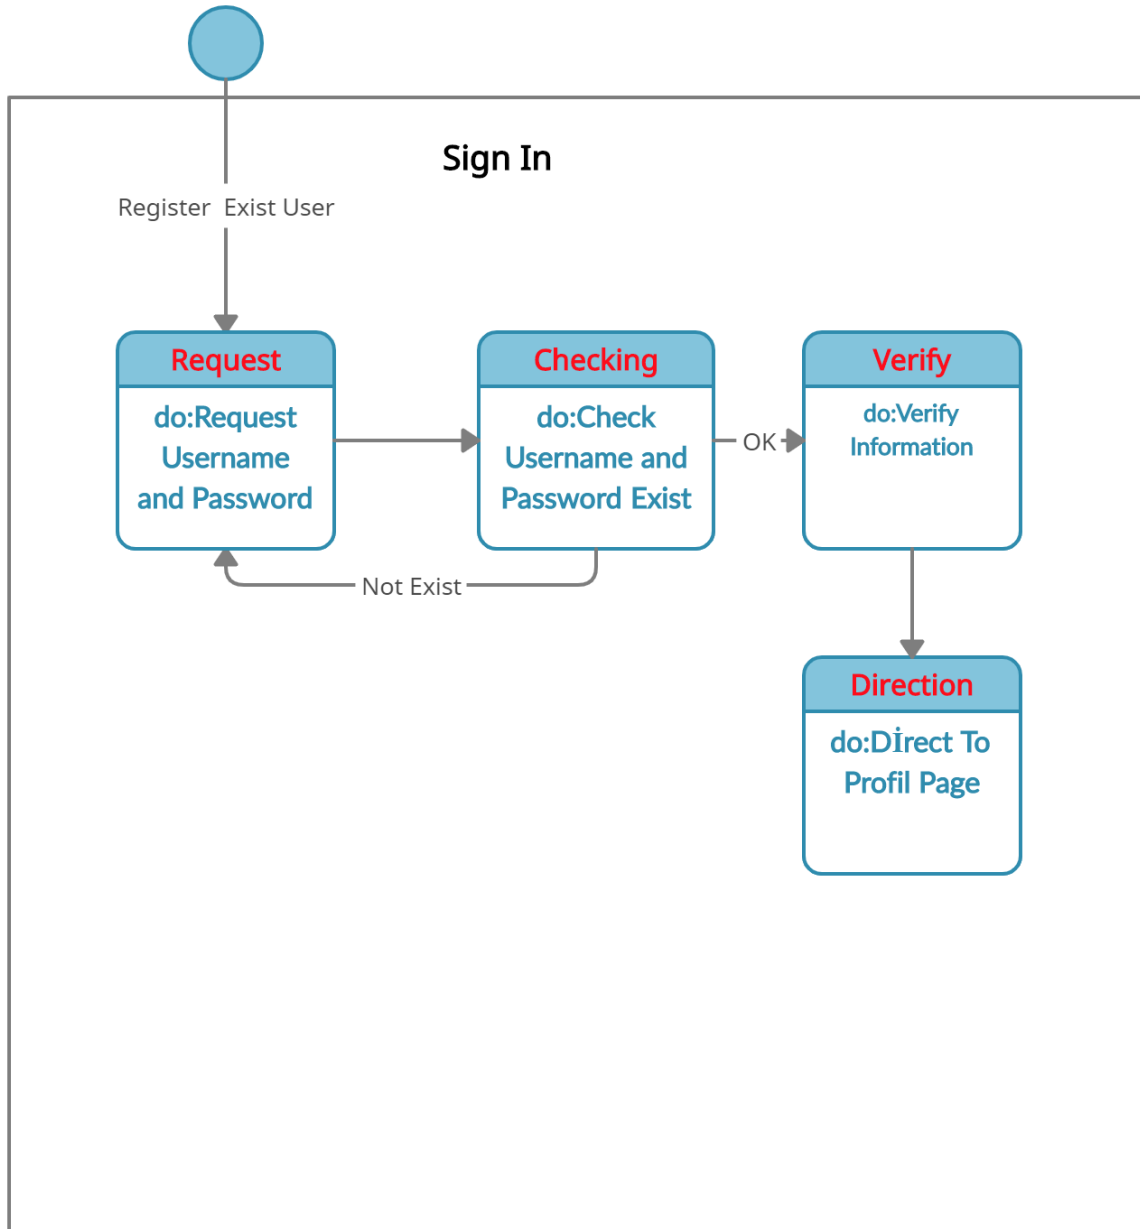 Sign In
Register  Exist User
Request
do:Request
Username
and Password
Checking
do:Check
Username and
Password Exist
OK
Verify
do:Verify
Information
Not Exist
Direction
do:Dİrect To
Profil Page